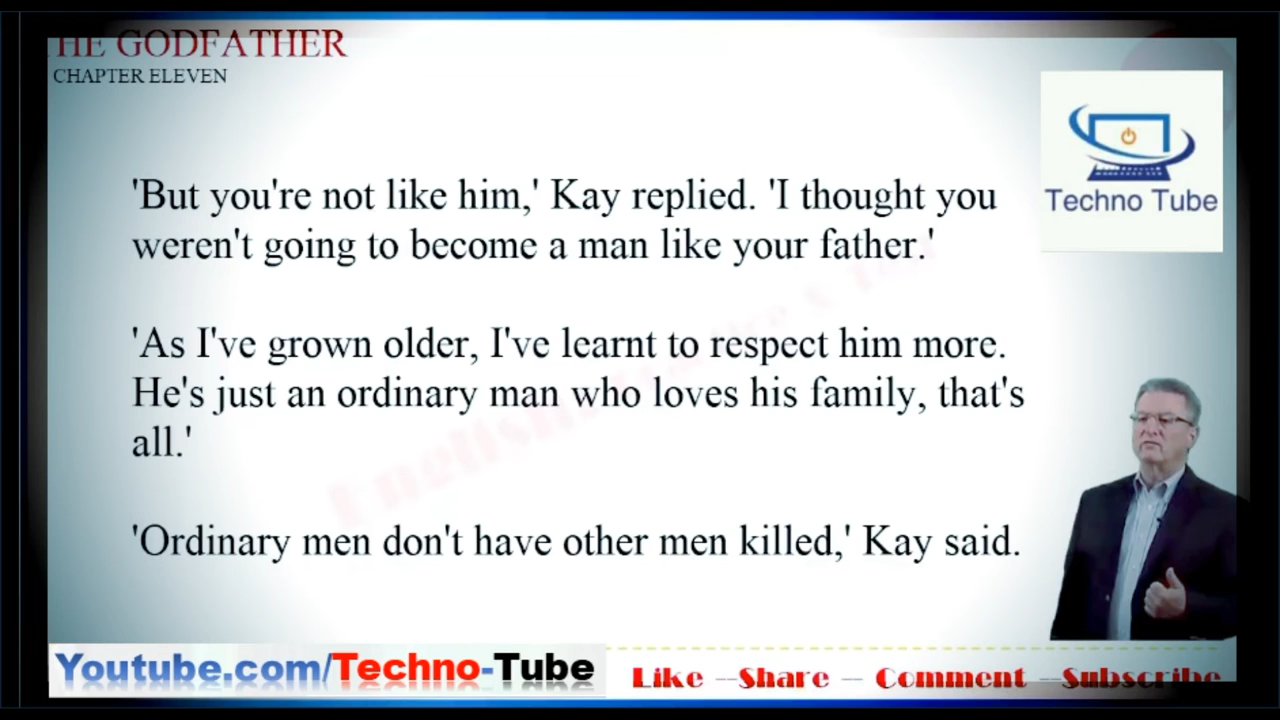 THE GODFATHER
CHAPTER ELEVEN
Techno Tube
'But you're not like him,' Kay replied. 'I thought you
weren't going to become a man like your father.'
'As I've grown older, I've learnt to respect him more.
He's just an ordinary man who loves his family, that's
all.'
'Ordinary men don't have other men killed,' Kay said.
Youtube.com/Techno-Tube
Like --Share -- Comment --Subscribe